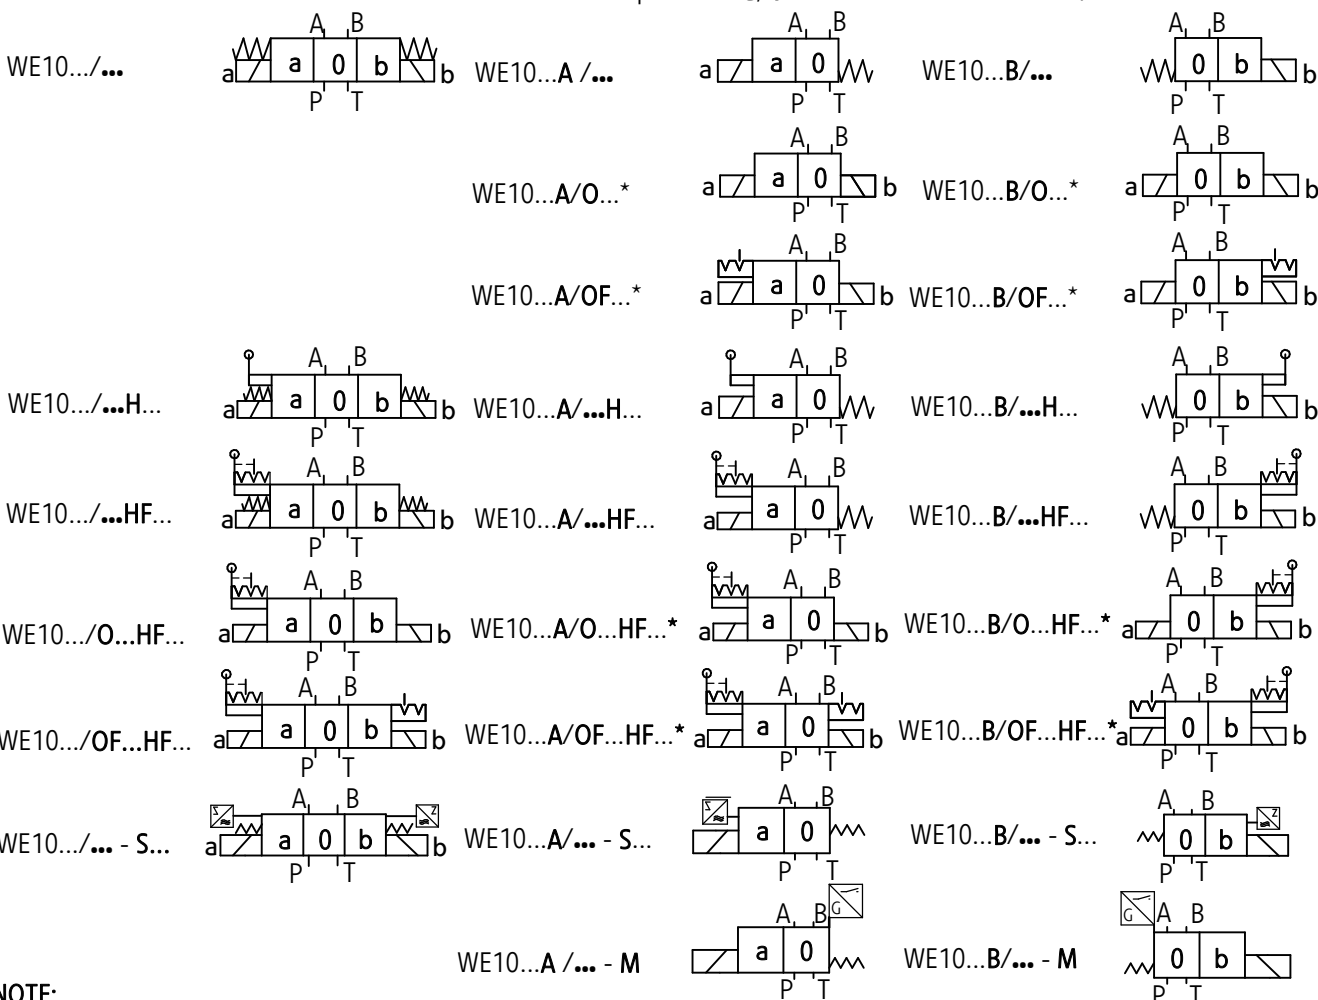 WE10.../•••
A B
a a 0 b b
P T
WE10...A /•••
A B
a a 0
P T
WE10...B/•••
A B
0 b b
P T
WE10...A/O...*
A B
a a 0 b
P T
WE10...B/O...*
A B
a 0 b b
P T
WE10...A/OF...*
A B
a a 0 b
P T
WE10...B/OF...*
A B
a 0 b b
P T
WE10.../•••H...
A B
a a 0 b b
P T
WE10...A/•••H...
A B
a a 0
P T
WE10...B/•••H...
A B
0 b b
P T
WE10.../•••HF...
A B
a a 0 b b
P T
WE10...A/•••HF...
A B
a a 0
P T
WE10...B/•••HF...
A B
0 b b
P T
WE10.../O...HF...
A B
a a 0 b b
P T
WE10...A/O...HF...*
A B
a a 0 b
P T
WE10...B/O...HF...*
A B
a 0 b b
P T
WE10.../OF...HF...
A B
a a 0 b b
P T
WE10...A/OF...HF...*
A B
a a 0 b
P T
WE10...B/OF...HF...*
A B
a 0 b b
P T
WE10.../••• - S...
A B
a a 0 b b
P T
WE10...A/••• - S...
A B
a 0
P T
WE10...B/••• - S...
A B
0 b
P T
WE10...A /••• - M
A B G
a 0
P T
WE10...B/••• - M
G A B
0 b
P T
NOTE: